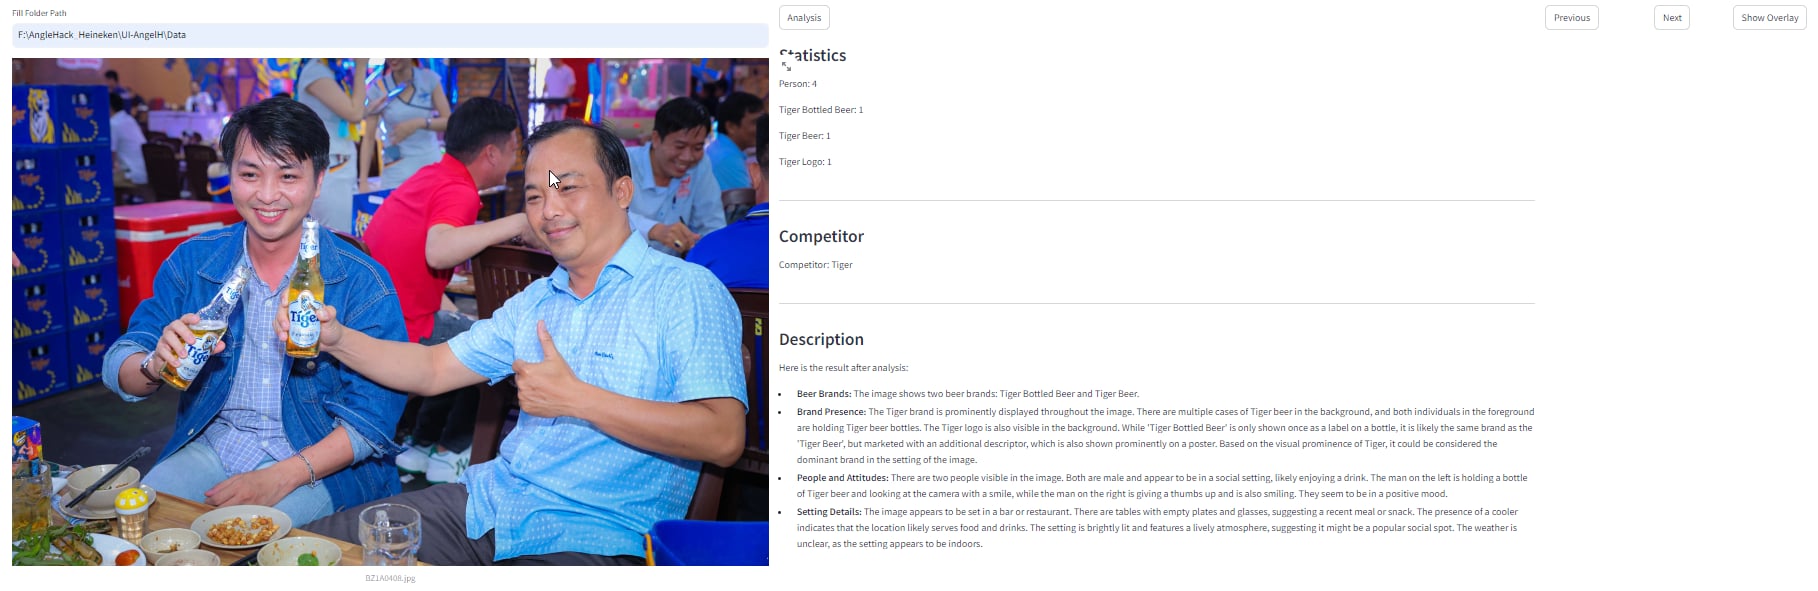 Fill Folder Path
F:\AngleHack_Heineken\UI-AngelH\Data
Analysis
Previous
Next
Show Overlay
Statistics
Person: 4
Tiger Bottled Beer: 1
Tiger Beer: 1
Tiger Logo: 1
Competitor
Competitor: Tiger
Description
Here is the result after analysis:
Beer Brands: The image shows two beer brands: Tiger Bottled Beer and Tiger Beer.
Brand Presence: The Tiger brand is prominently displayed throughout the image. There are multiple cases of Tiger beer in the background, and both individuals in the foreground
are holding Tiger beer bottles. The Tiger logo is also visible in the background. While 'Tiger Bottled Beer' is only shown once as a label on a bottle, it is likely the same brand as the
'Tiger Beer', but marketed with an additional descriptor, which is also shown prominently on a poster. Based on the visual prominence of Tiger, it could be considered the
dominant brand in the setting of the image.
People and Attitudes: There are two people visible in the image. Both are male and appear to be in a social setting, likely enjoying a drink. The man on the left is holding a bottle
of Tiger beer and looking at the camera with a smile, while the man on the right is giving a thumbs up and is also smiling. They seem to be in a positive mood.
Setting Details: The image appears to be set in a bar or restaurant. There are tables with empty plates and glasses, suggesting a recent meal or snack. The presence of a cooler
indicates that the location likely serves food and drinks. The setting is brightly lit and features a lively atmosphere, suggesting it might be a popular social spot. The weather is
unclear, as the setting appears to be indoors.
Tiger
Tiger
Tiger
Tiger
BZ1A0408.jpg